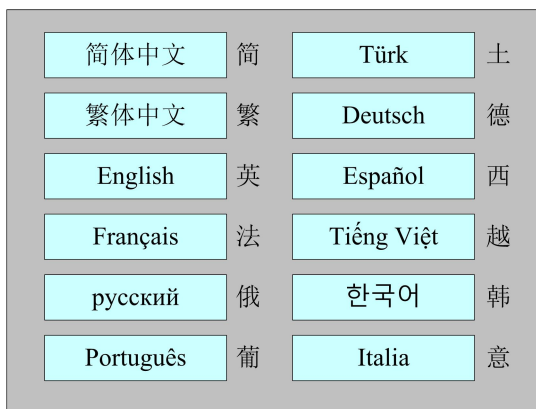 简体中文 简 Türk 土
繁体中文 繁 Deutsch 德
English 英 Español 西
Français 法 Tiếng Việt 越
русский 俄 한국어 韩
Português 葡 Italia 意